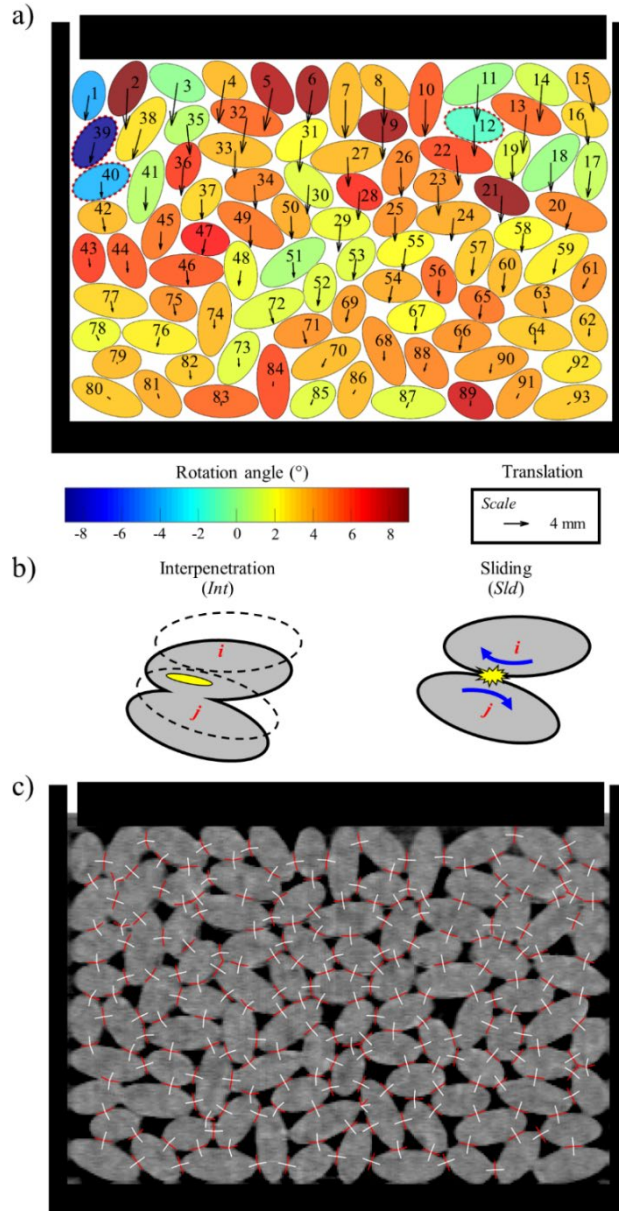 a)
1 2 3 4 5 6 7 8 10 11 14 15
39 38 35 32 31 9 12 13 16
40 41 36 33 27 26 22 19 18 17
42 45 37 34 30 28 25 23 21 20
43 44 47 49 50 29 24 58
46 48 51 53 55 57 59
77 75 74 72 52 54 56 60 61
78 76 71 69 67 65 63 62
79 82 73 70 68 66 64
80 81 83 84 85 86 88 90 92
87 89 91 93
Rotation angle (°)
-8 -6 -4 -2 0 2 4 6 8
Translation
Scale
4 mm
b)
Interpenetration
(Int)
Sliding
(Sld)
i
j
i
j
c)